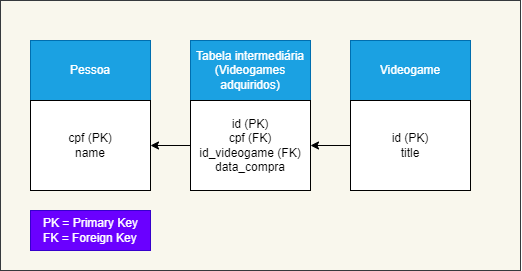 Pessoa
cpf (PK)
name
Tabela intermediária
(Videogames
adquiridos)
id (PK)
cpf (FK)
id_videogame (FK)
data_compra
Videogame
id (PK)
title
PK = Primary Key
FK = Foreign Key